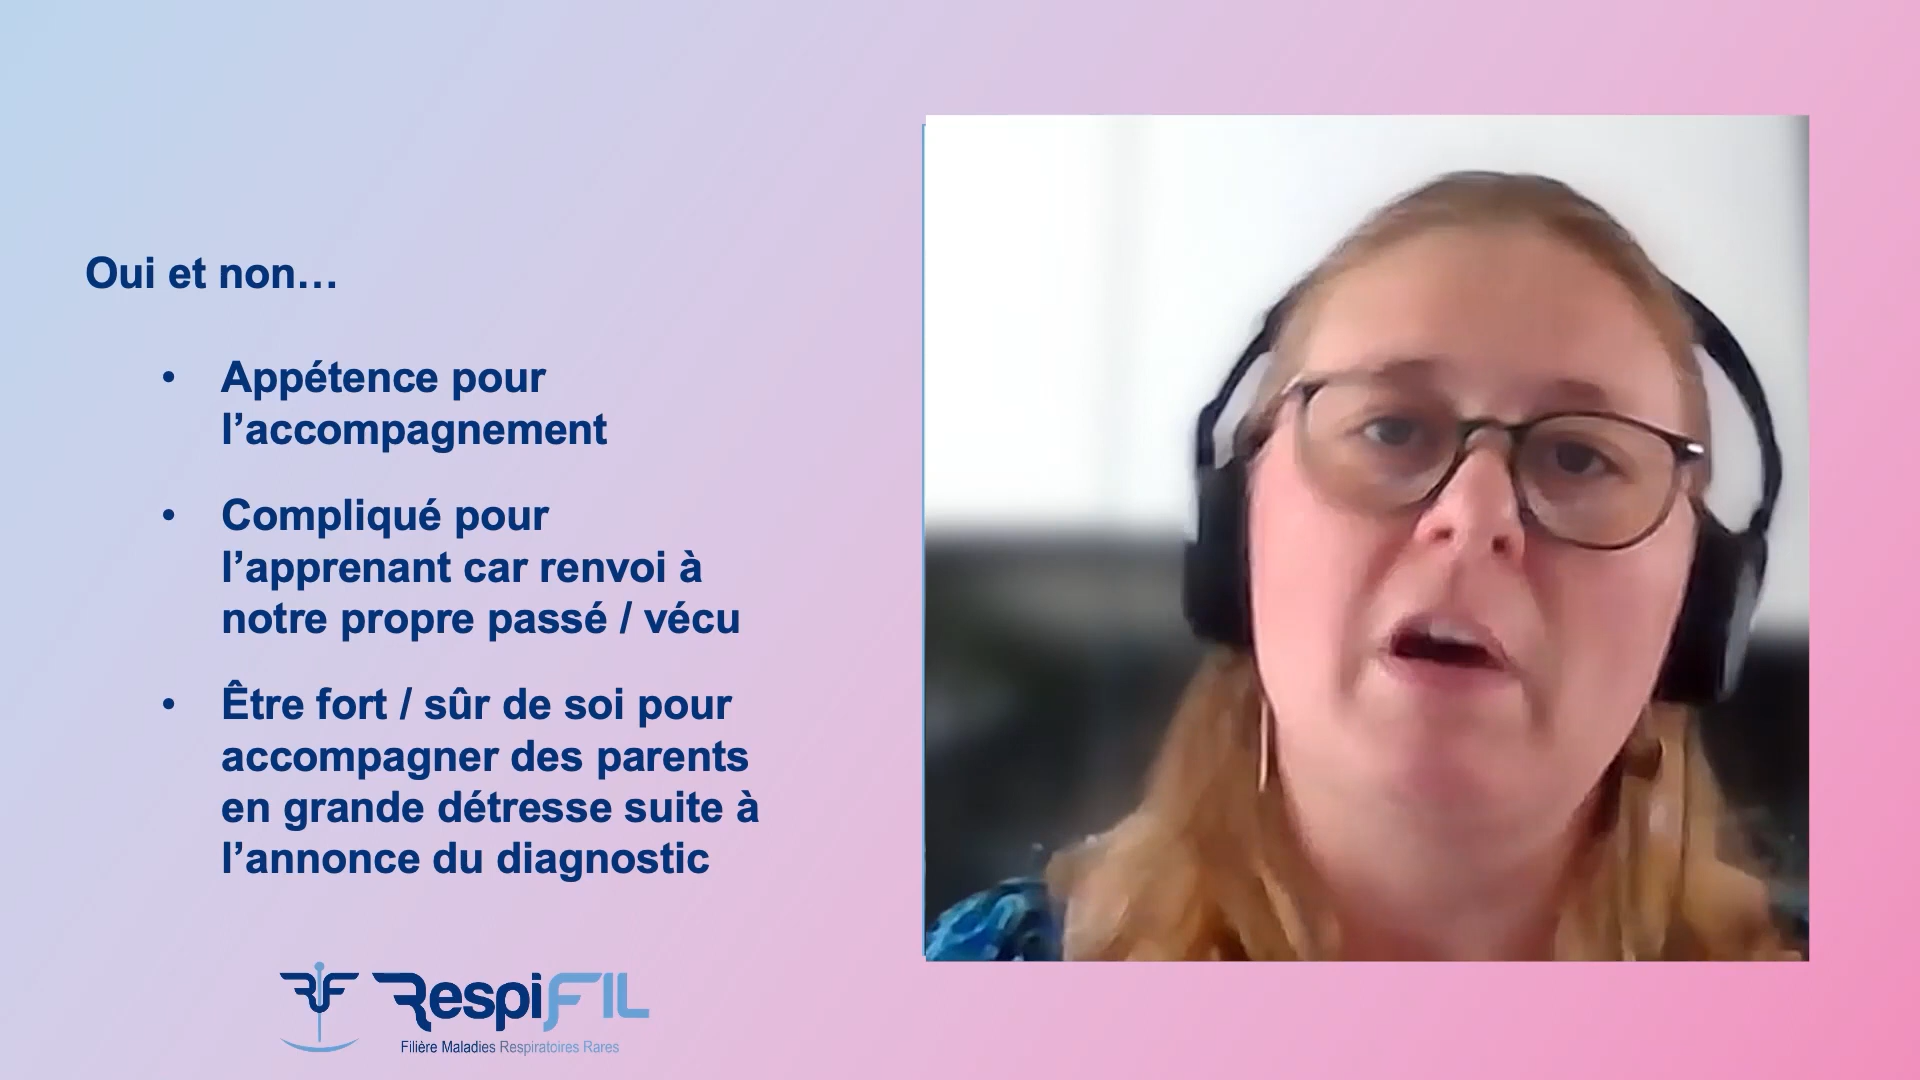 Oui et non…
• Appétence pour
l’accompagnement
• Compliqué pour
l’apprenant car renvoi à
notre propre passé / vécu
• Être fort / sûr de soi pour
accompagner des parents
en grande détresse suite à
l’annonce du diagnostic
RespiFIL
Filière Maladies Respiratoires Rares